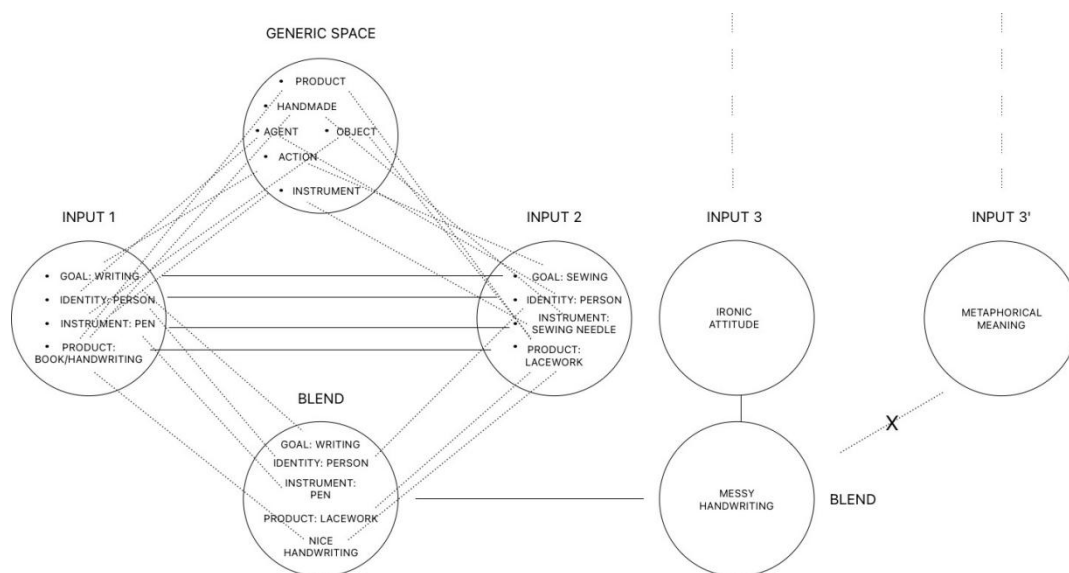 GENERIC SPACE
• PRODUCT
• HANDMADE
• AGENT • OBJECT
• ACTION
• INSTRUMENT
INPUT 1
• GOAL: WRITING
• IDENTITY: PERSON
• INSTRUMENT: PEN
• PRODUCT:
BOOK/HANDWRITING
INPUT 2
• GOAL: SEWING
• IDENTITY: PERSON
• INSTRUMENT:
SEWING NEEDLE
• PRODUCT:
LACEWORK
BLEND
GOAL: WRITING
IDENTITY: PERSON
INSTRUMENT:
PEN
PRODUCT: LACEWORK
NICE
HANDWRITING
INPUT 3
IRONIC
ATTITUDE
INPUT 3'
METAPHORICAL
MEANING
X
MESSY
HANDWRITING
BLEND